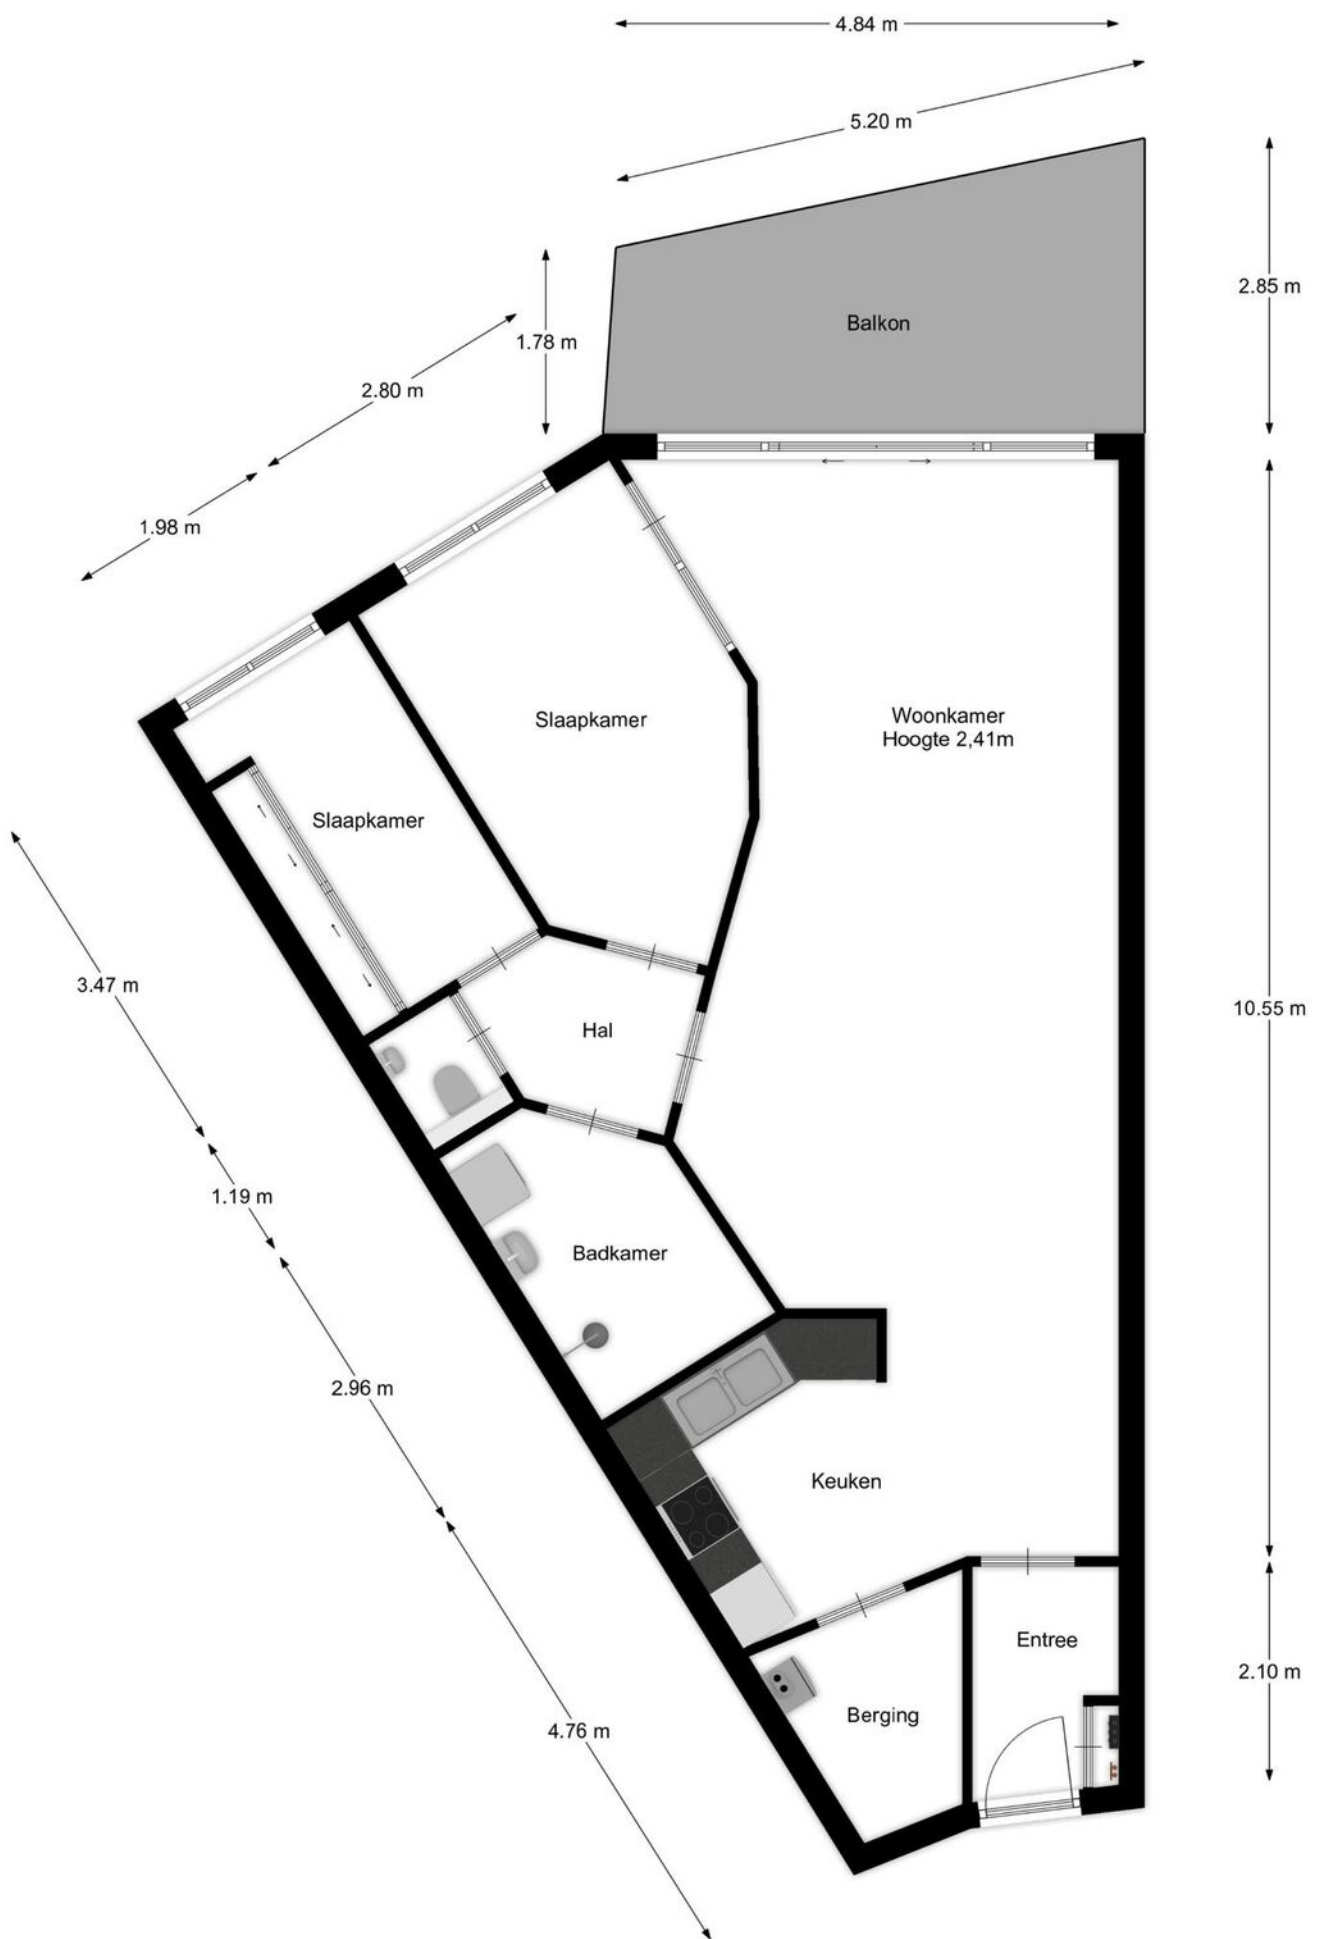 4.84 m
5.20 m
2.85 m
Balkon
1.78 m
2.80 m
1.98 m
Slaapkamer
Woonkamer
Hoogte 2,41m
Slaapkamer
3.47 m
10.55 m
Hal
1.19 m
Badkamer
2.96 m
Keuken
Entree
2.10 m
Berging
4.76 m